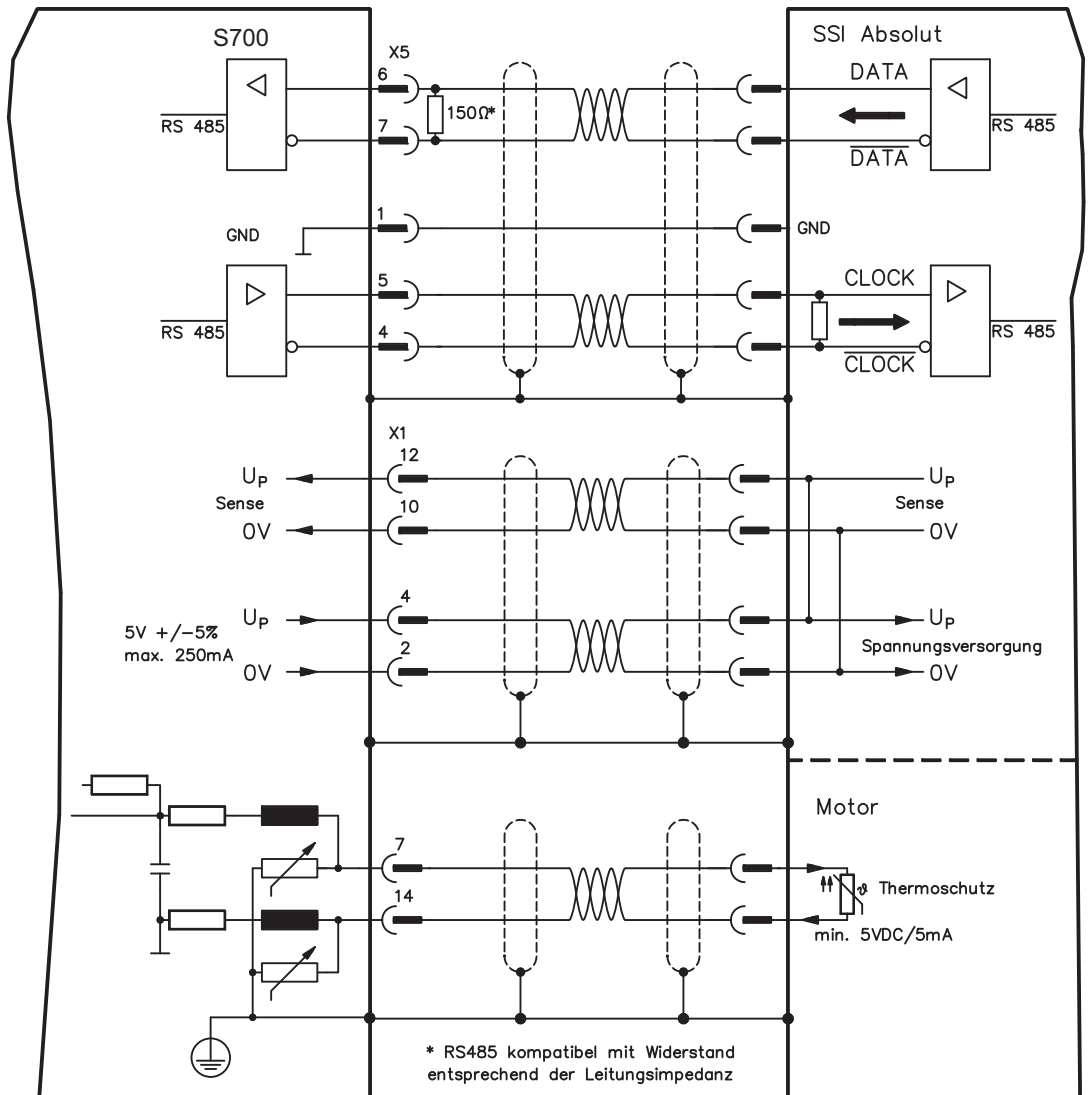 S700
SSI Absolut
X5
6
DATA
150Ω*
RS 485
7
RS 485
DATA
1
GND
GND
5
CLOCK
RS 485
4
RS 485
CLOCK
X1
12
UP
UP
Sense
Sense
10
0V
0V
4
UP
UP
5V +/-5%
max. 250mA
Spannungsversorgung
2
0V
0V
Motor
7
ϑ Thermoschutz
14
min. 5VDC/5mA
* RS485 kompatibel mit Widerstand
entsprechend der Leitungsimpedanz